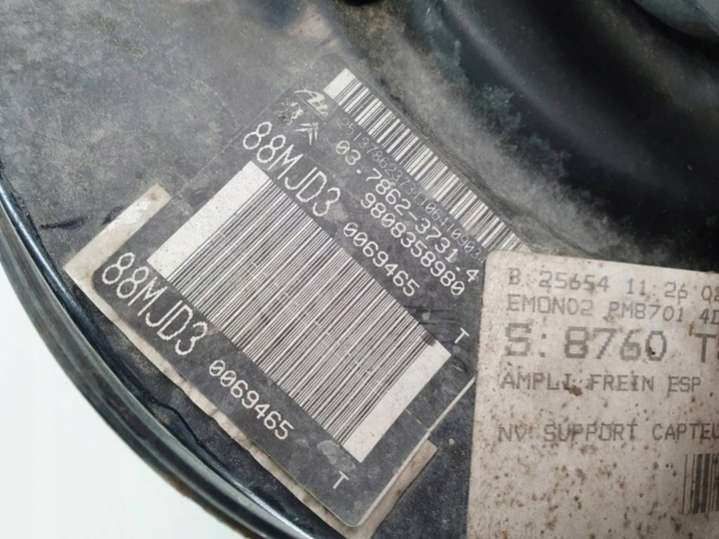 03.7862-3731.4
9808358980
88MJD3 0069465 T
88MJD3 0069465 T
B 25654 11:26
EMON02 PM8701
S: 8760 T
AMPLI FREIN ESP
NV SUPPORT CAPTEU